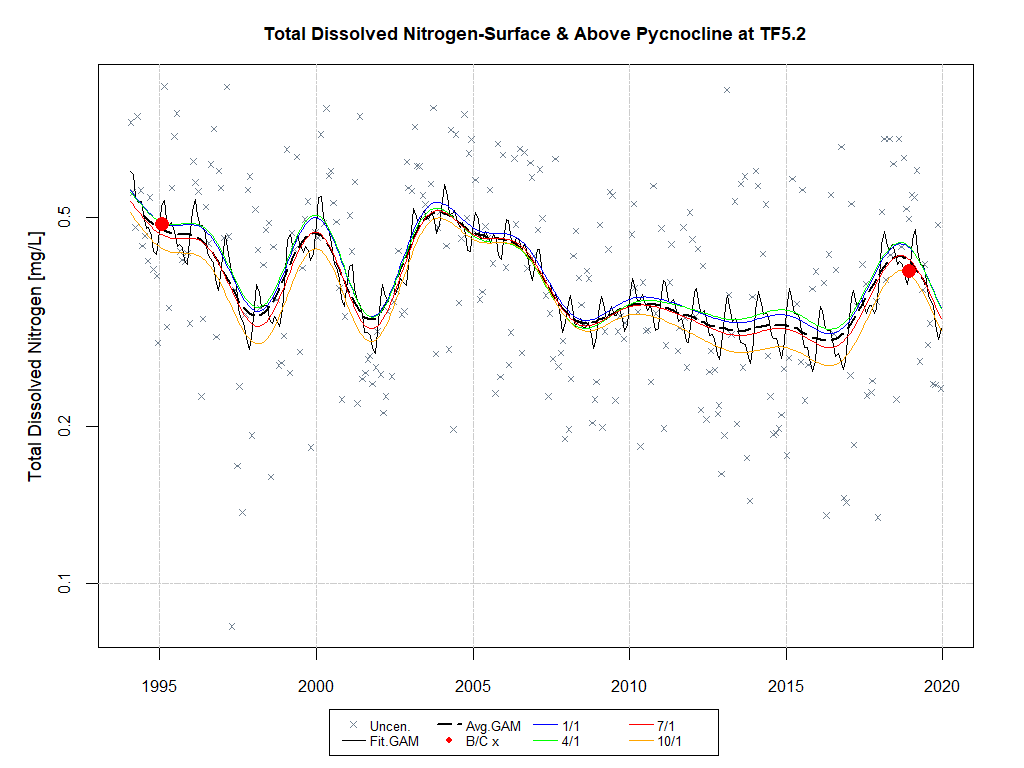 Total Dissolved Nitrogen-Surface & Above Pycnocline at TF5.2
Total Dissolved Nitrogen [mg/L]
0.5
0.2
0.1
1995 2000 2005 2010 2015 2020
Uncen. Avg.GAM 1/1 7/1
Fit.GAM B/C x 4/1 10/1